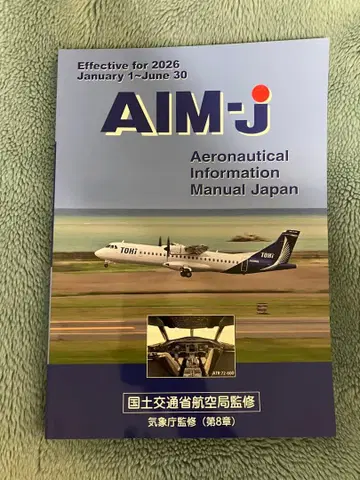 Effective for 2026
January 1~June 30
AIM-j
Aeronautical
Information
Manual Japan
TOKi
TOKi
ATR 72-600
国土交通省航空局監修
気象庁監修(第8章)